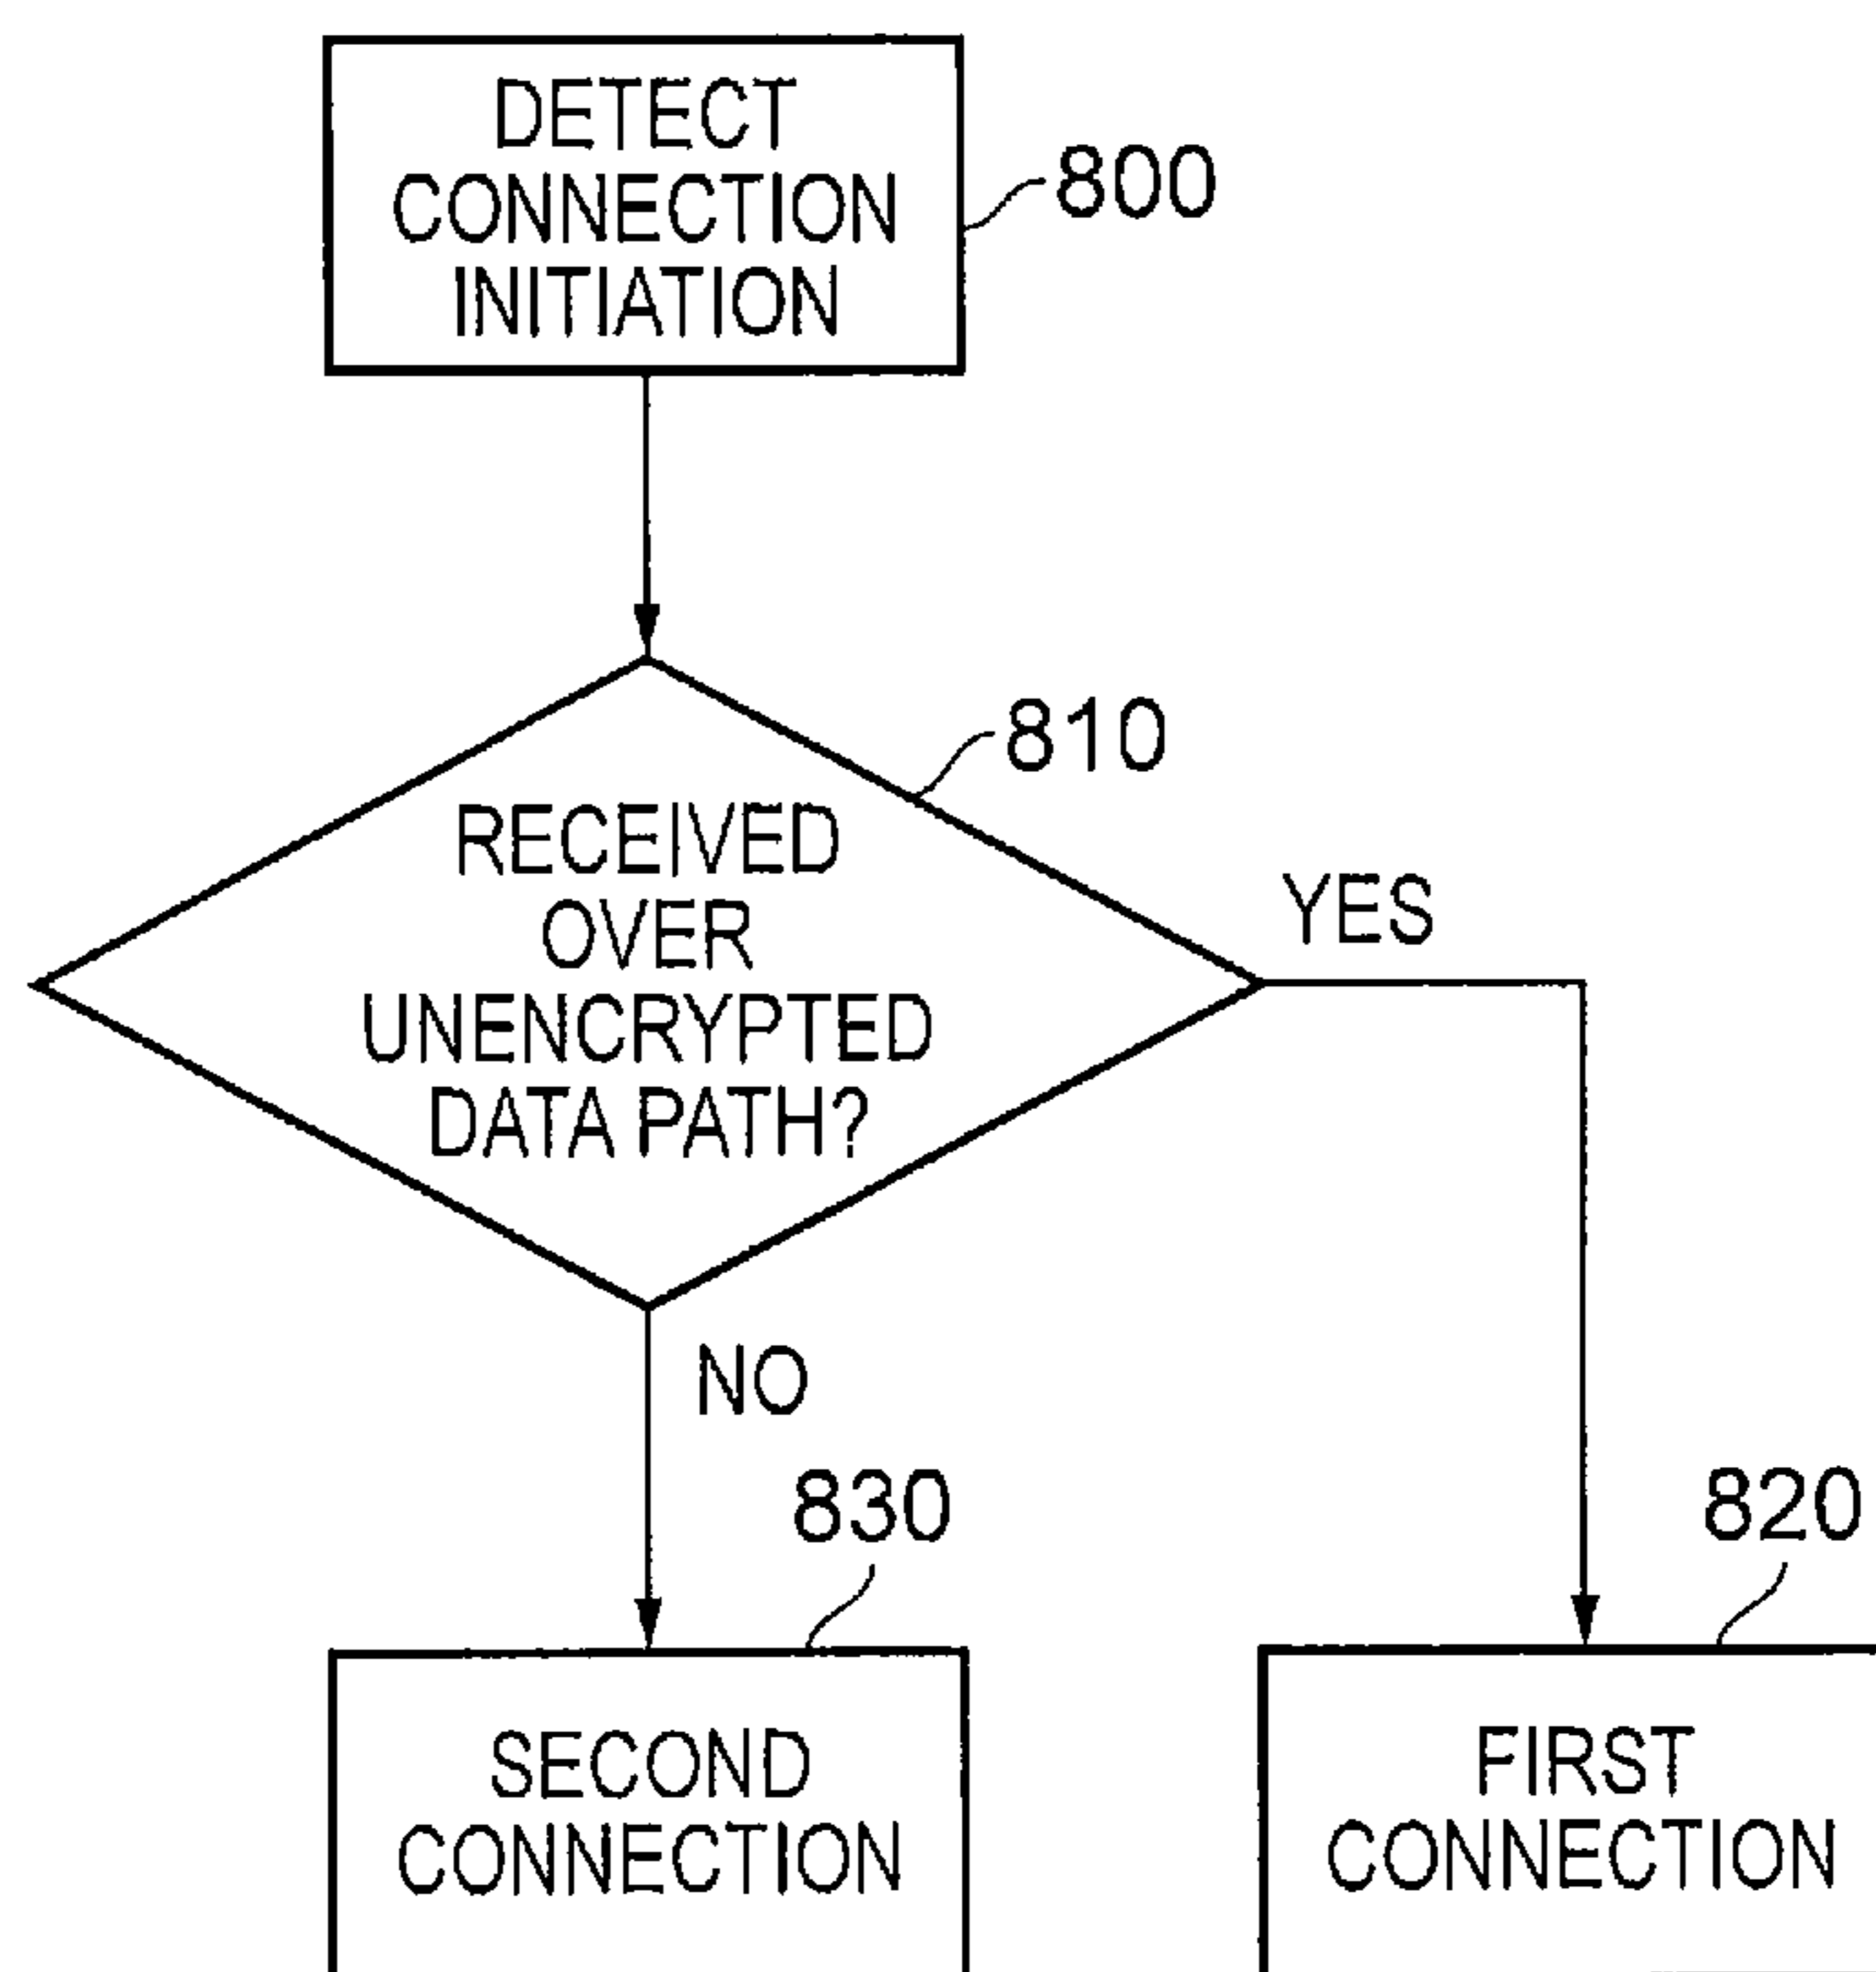 DETECT
CONNECTION
INITIATION
800
810
RECEIVED
OVER
UNENCRYPTED
DATA PATH?
YES
NO
830
820
SECOND
CONNECTION
FIRST
CONNECTION